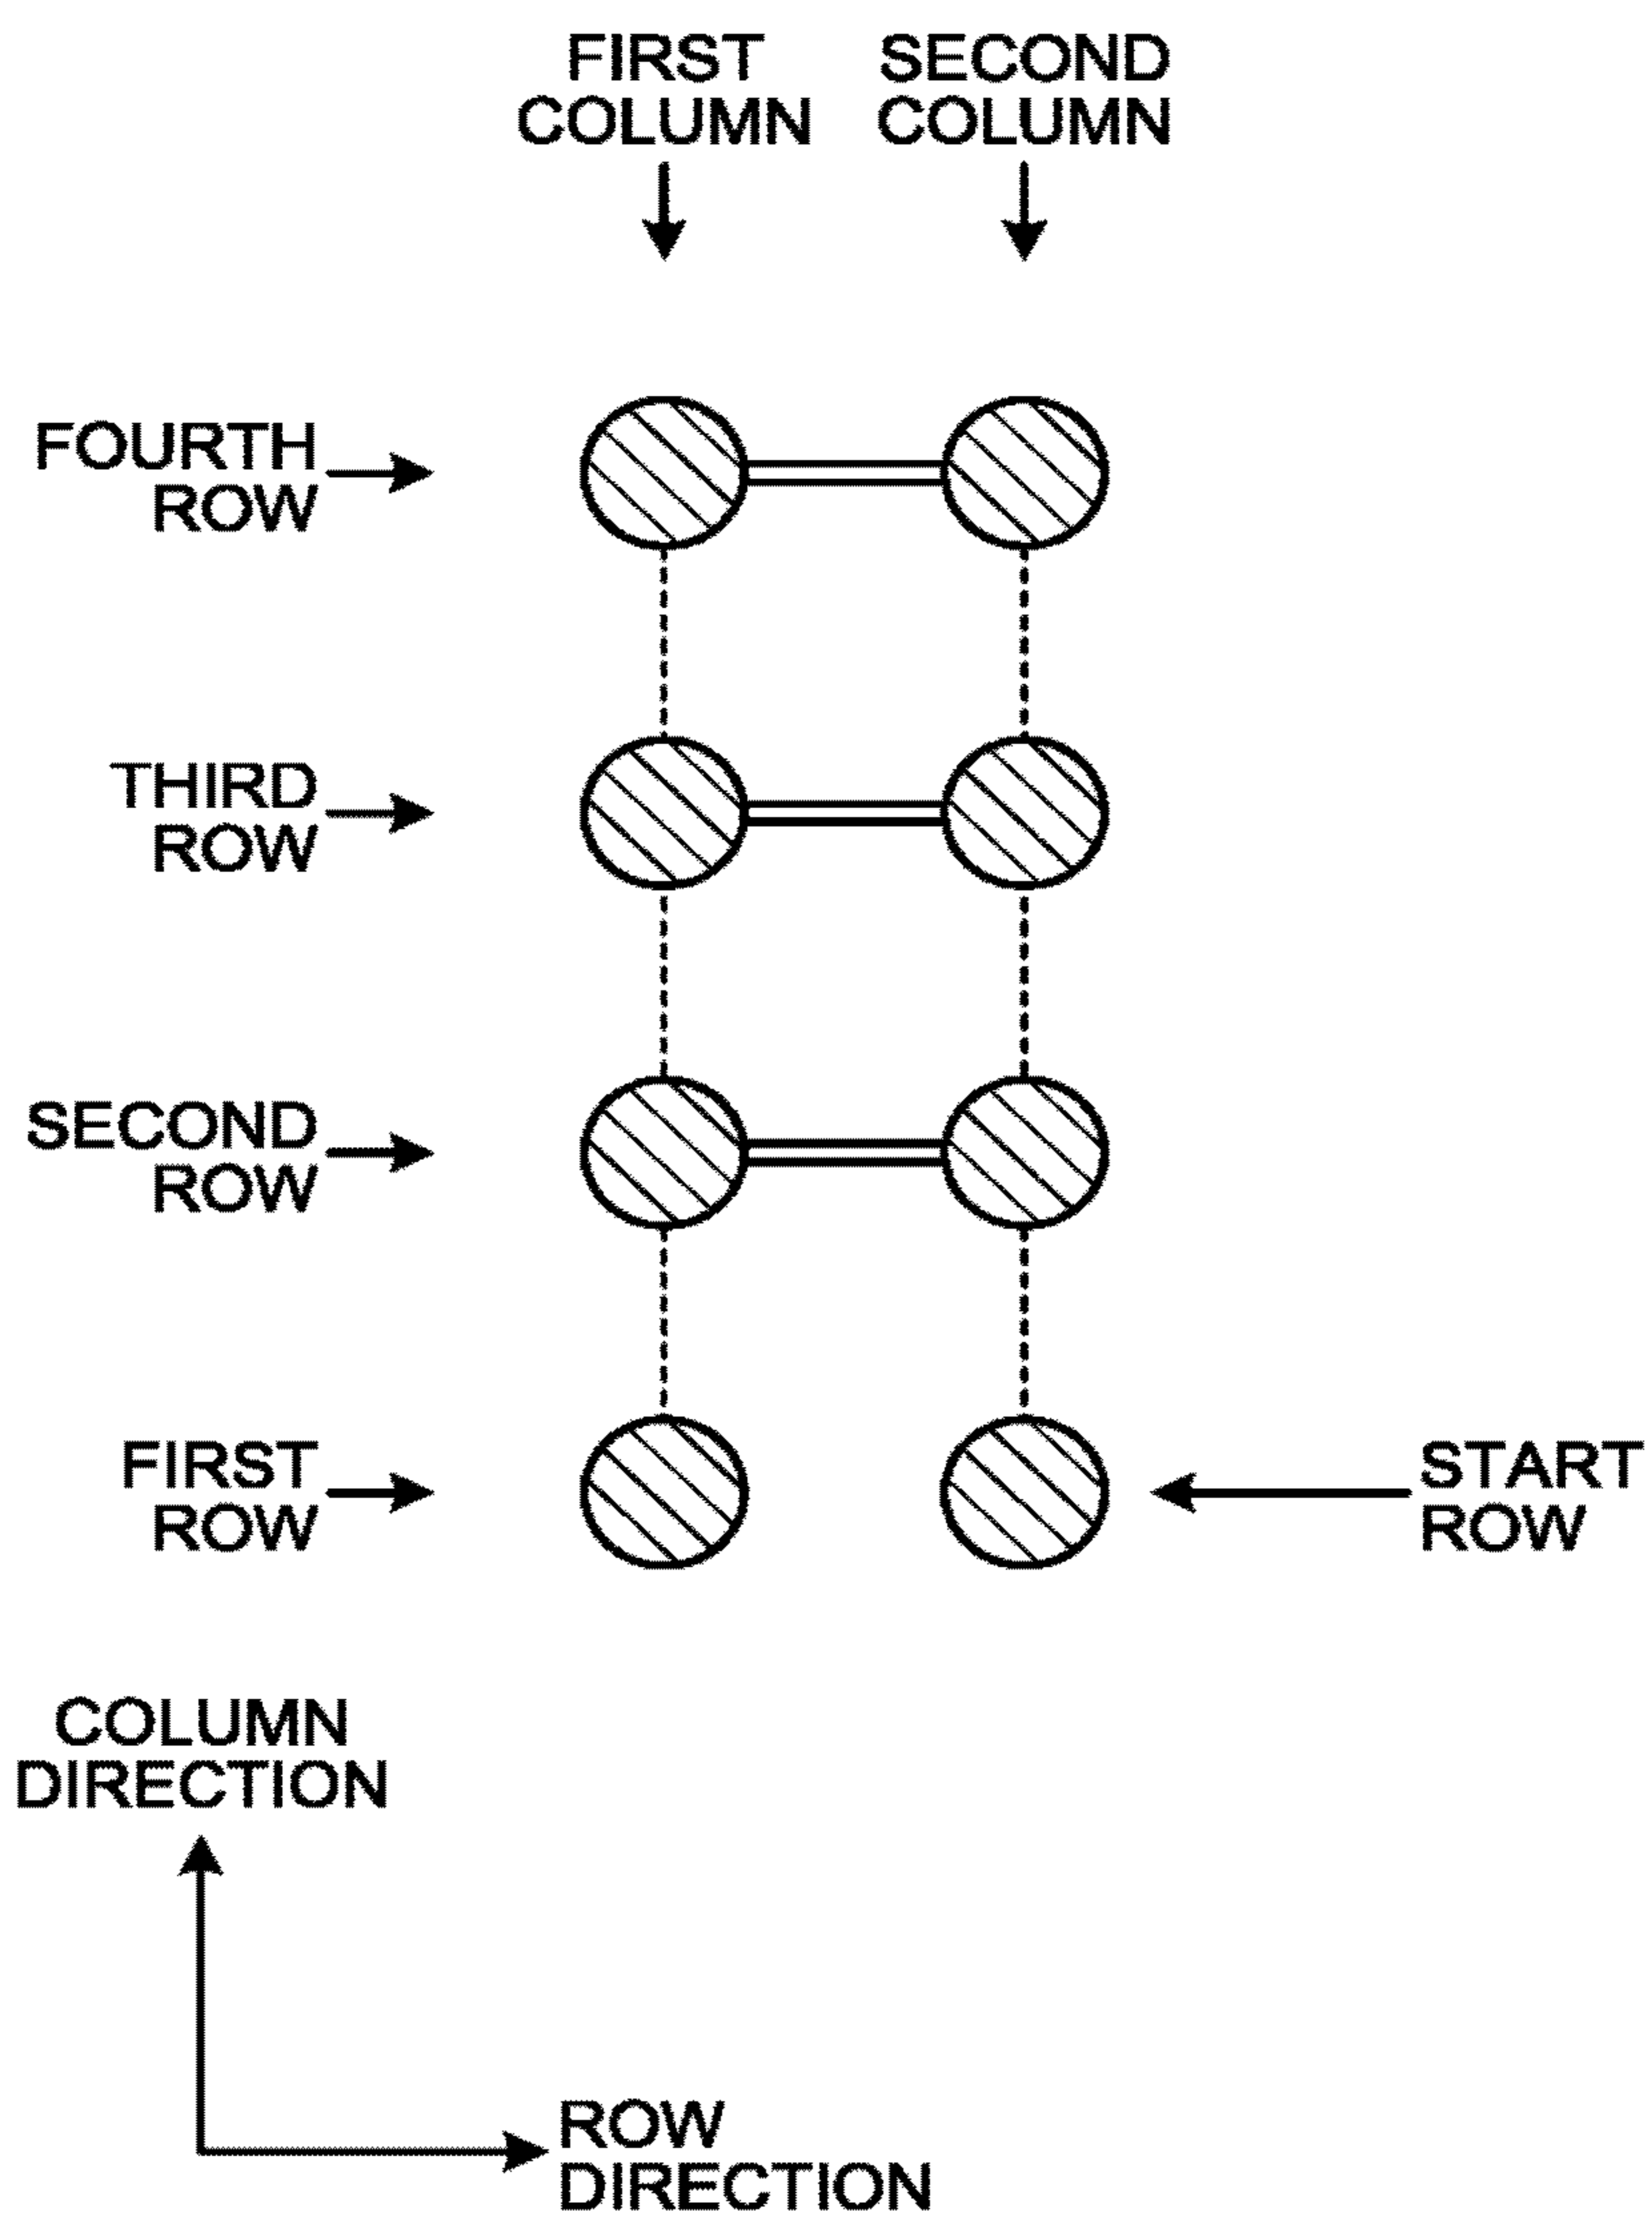 FIRST
COLUMN
SECOND
COLUMN
FOURTH
ROW
THIRD
ROW
SECOND
ROW
FIRST
ROW
START
ROW
COLUMN
DIRECTION
ROW
DIRECTION